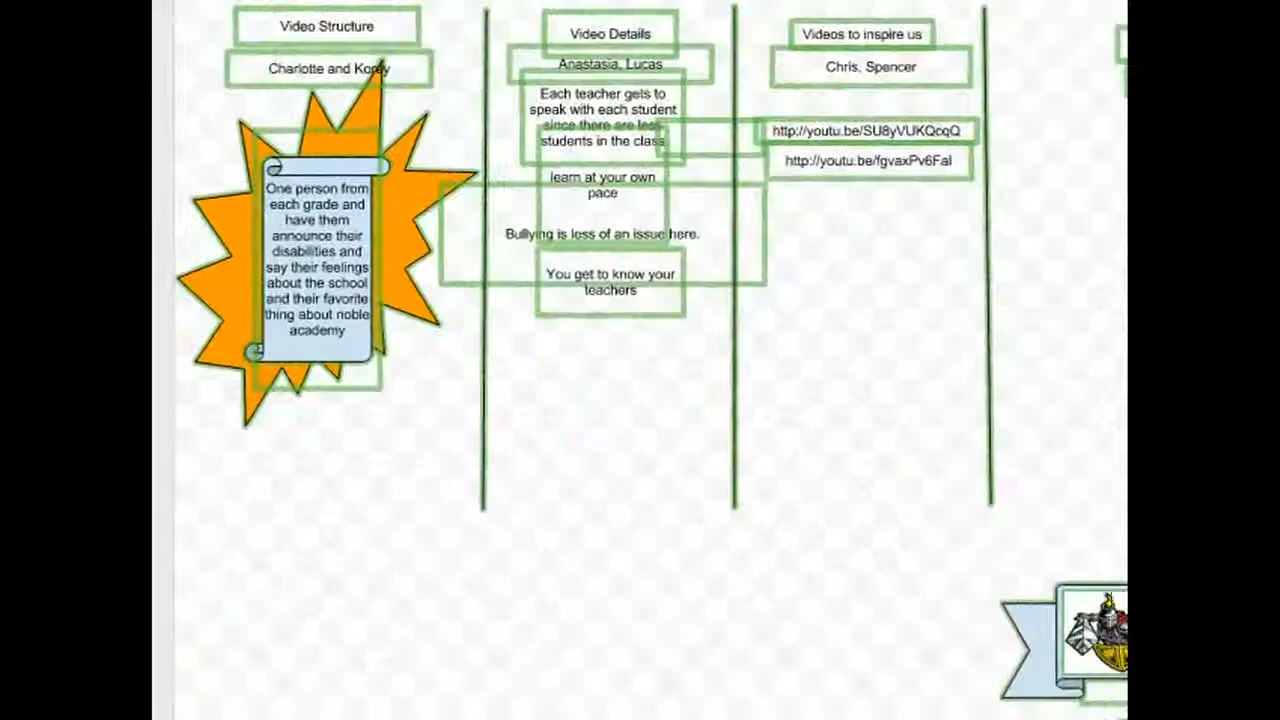 Video Structure
Charlotte and Korey
One person from
each grade and
have them
announce their
disabilities and
say their feelings
about the school
and their favorite
thing about noble
academy
Video Details
Anastasia, Lucas
Each teacher gets to
speak with each student
since there are less
students in the class.
learn at your own
pace
Bullying is less of an issue here.
You get to know your
teachers
Videos to inspire us
Chris, Spencer
http://youtu.be/SU8yVUKQcqQ
http://youtu.be/fgvaxPv6FaI